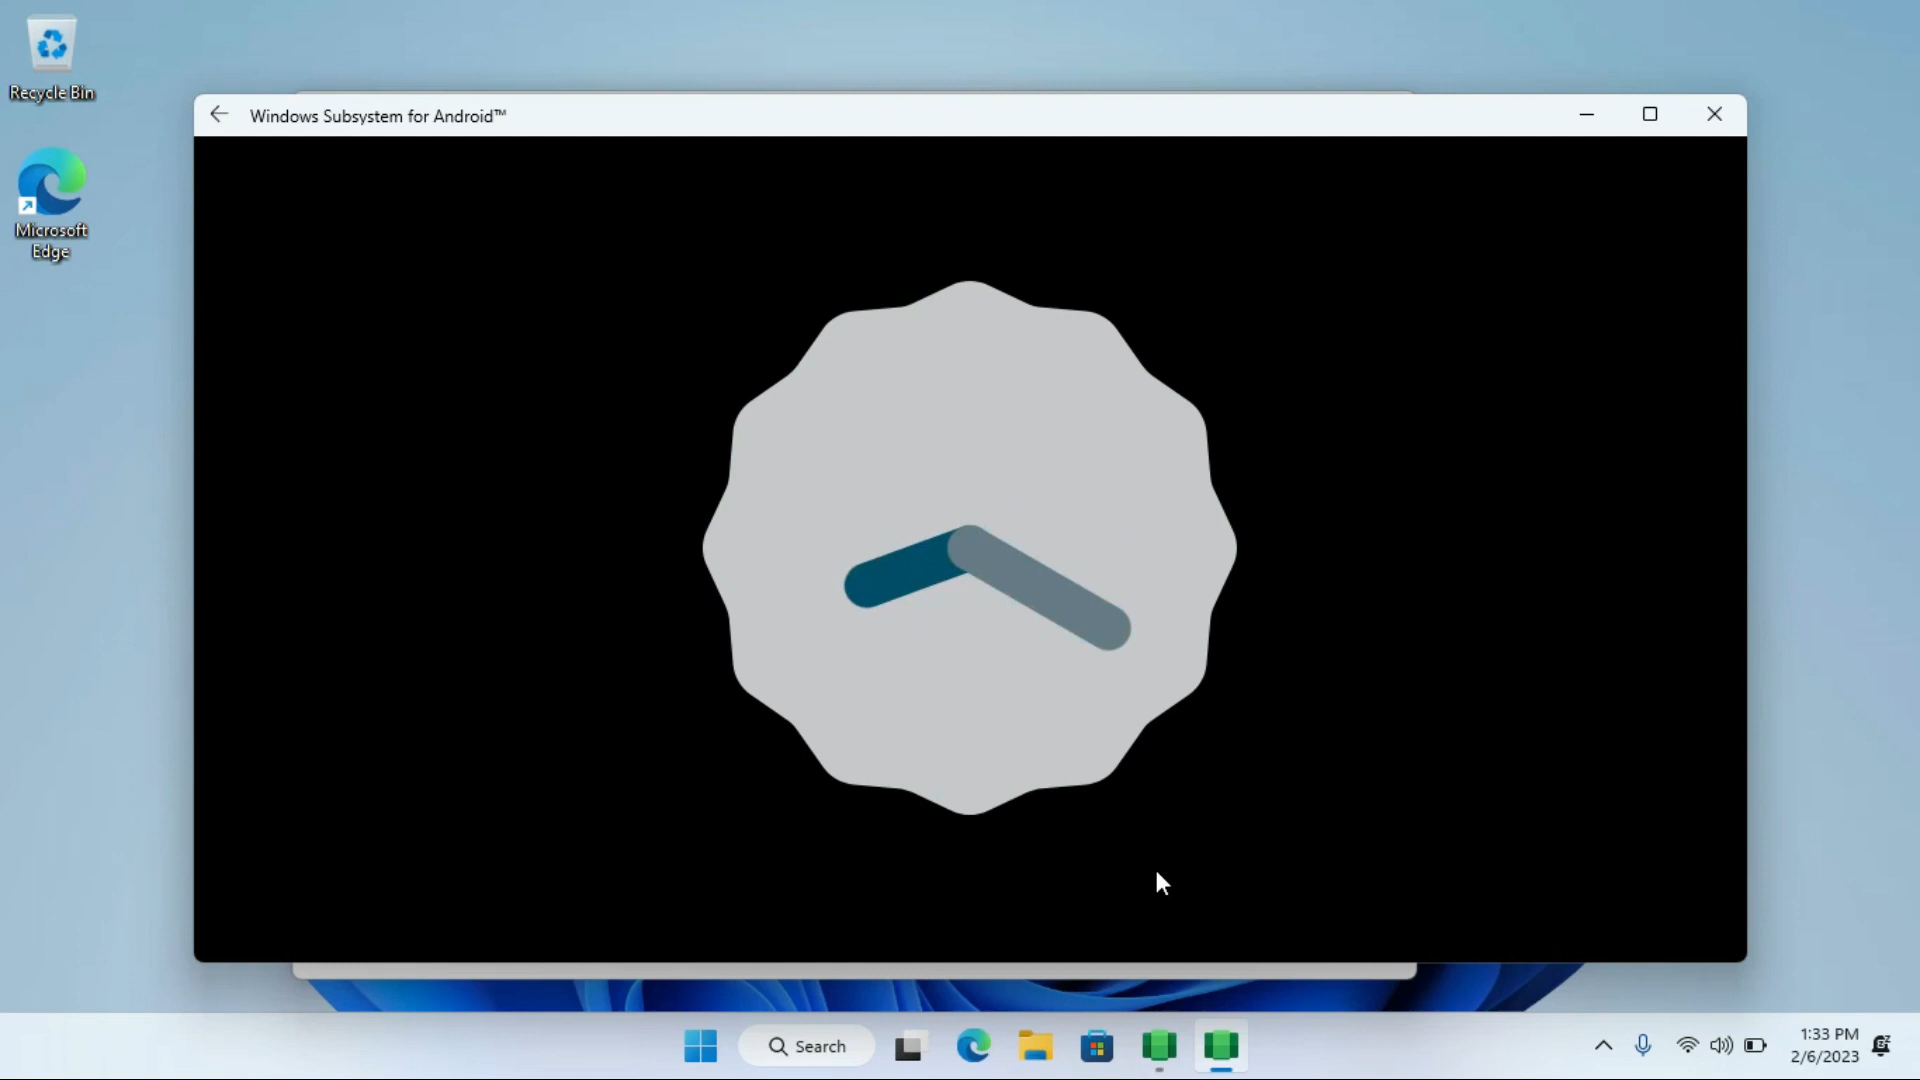 Recycle Bin
Microsoft
Edge
Windows Subsystem for Android™
Search
1:33 PM
2/6/2023